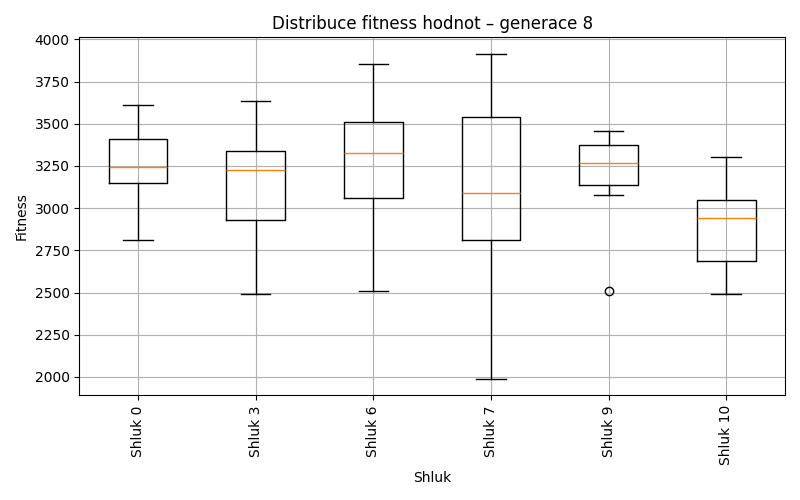 Distribuce fitness hodnot – generace 8
4000
3750
3500
3250
3000
2750
2500
2250
2000
Fitness
Shluk 0
Shluk 3
Shluk 6
Shluk 7
Shluk 9
Shluk 10
Shluk